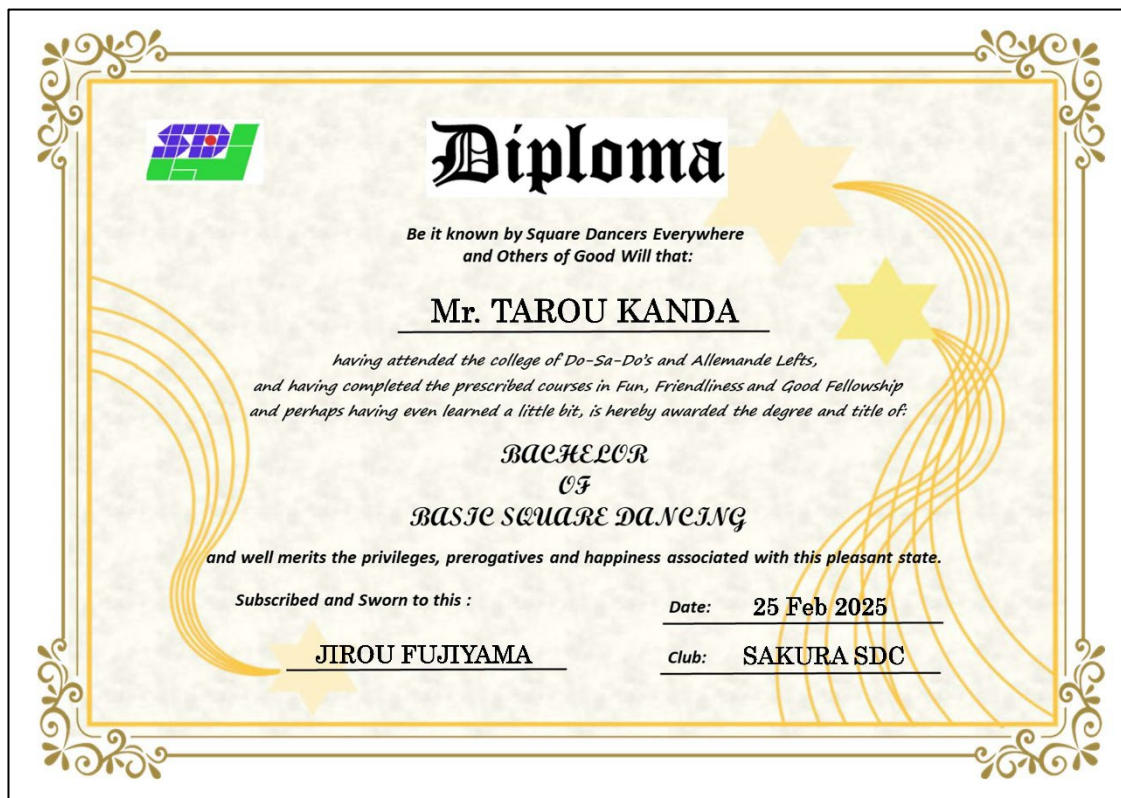 SDJ
Diploma
Be it known by Square Dancers Everywhere
and Others of Good Will that:
Mr. TAROU KANDA
having attended the college of Do-Sa-Do's and Allemande Lefts,
and having completed the prescribed courses in Fun, Friendliness and Good Fellowship
and perhaps having even learned a little bit, is hereby awarded the degree and title of:
BACHELOR
OF
BASIC SQUARE DANCING
and well merits the privileges, prerogatives and happiness associated with this pleasant state.
Subscribed and Sworn to this :
JIROU FUJIYAMA
Date: 25 Feb 2025
Club: SAKURA SDC